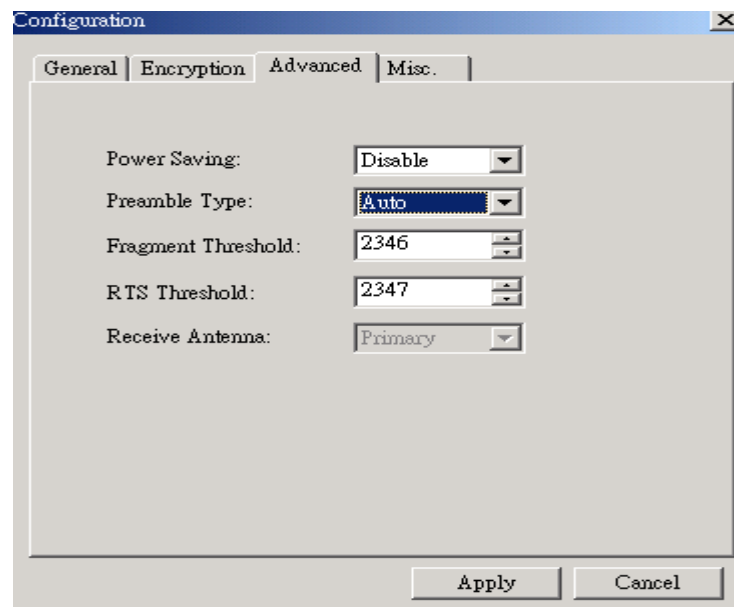 Configuration
General Encryption Advanced Misc.
Power Saving: Disable
Preamble Type: Auto
Fragment Threshold: 2346
RTS Threshold: 2347
Receive Antenna: Primary
Apply Cancel